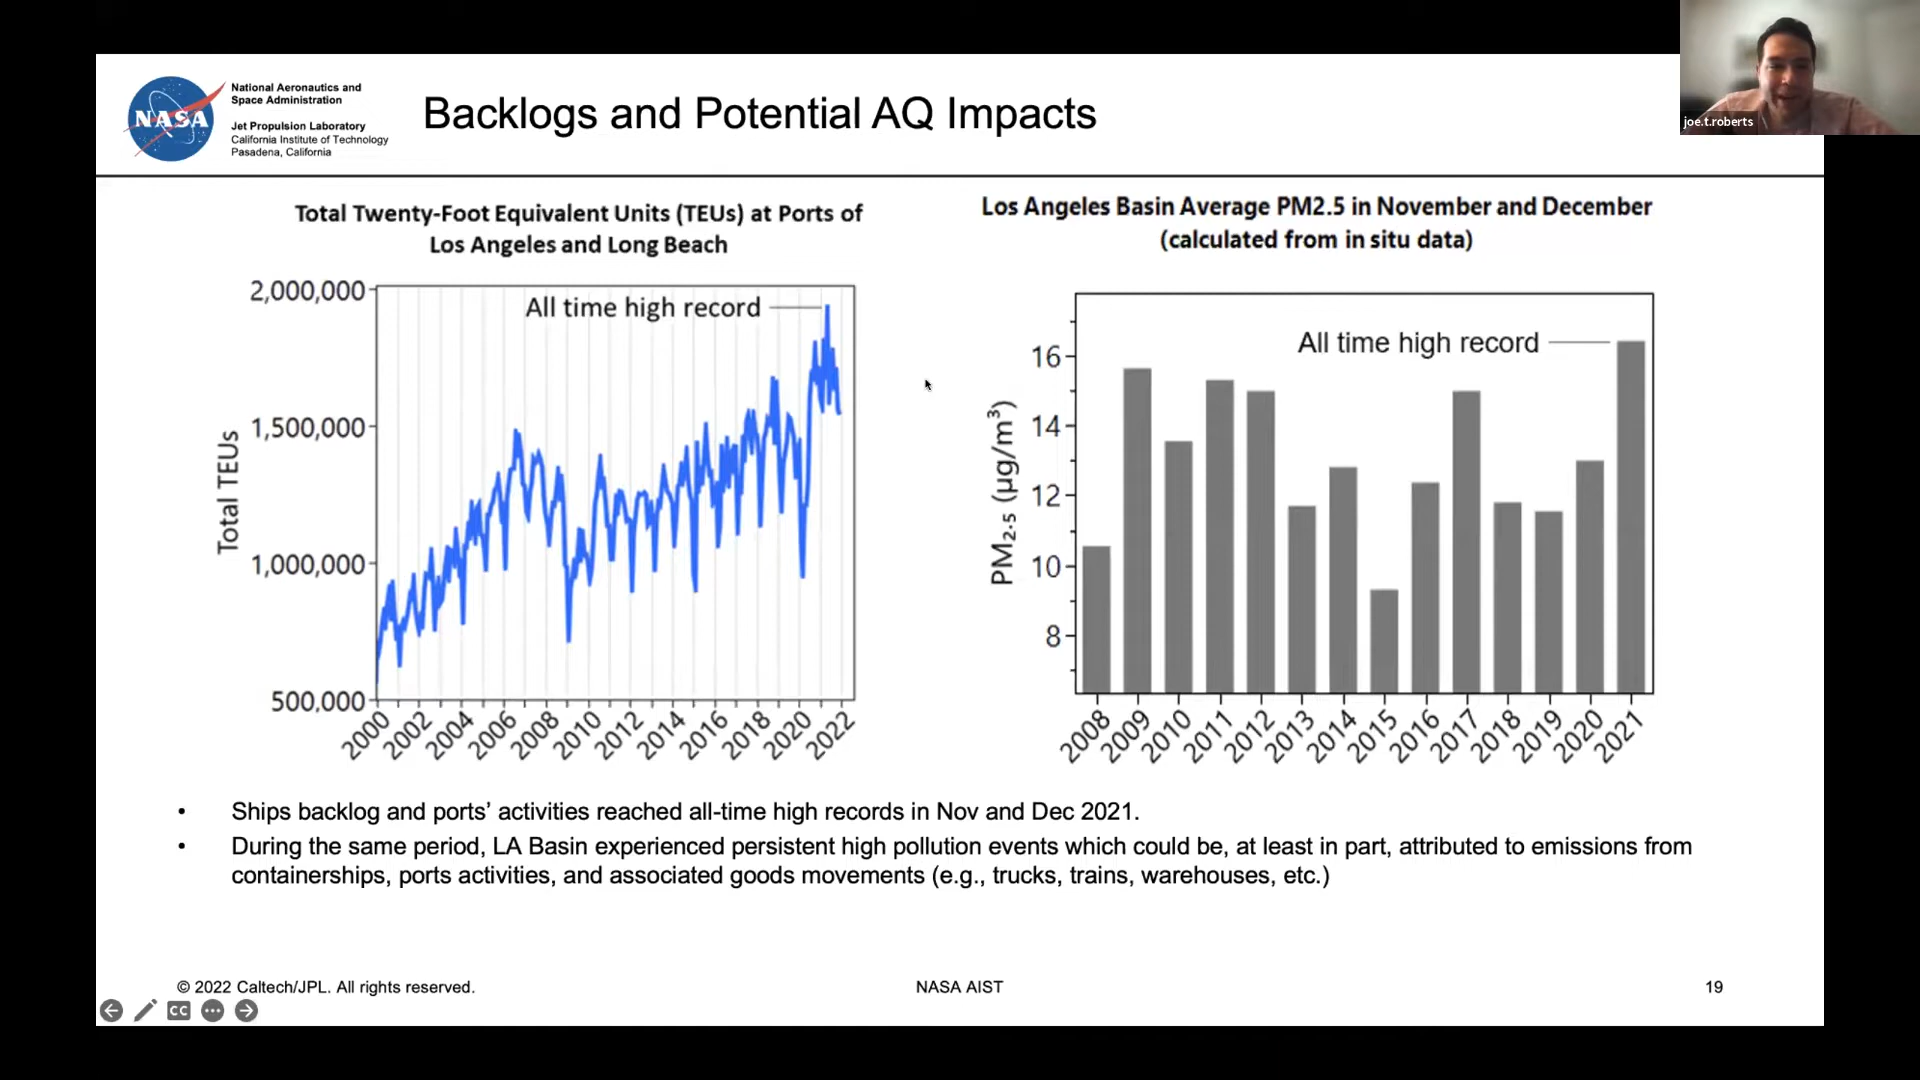 National Aeronautics and
Space Administration
Jet Propulsion Laboratory
California Institute of Technology
Pasadena, California
NASA
Backlogs and Potential AQ Impacts
joe.t.roberts
Total Twenty-Foot Equivalent Units (TEUs) at Ports of
Los Angeles and Long Beach
2,000,000
1,500,000
1,000,000
500,000
Total TEUs
All time high record
2000 2002 2004 2006 2008 2010 2012 2014 2016 2018 2020 2022
Los Angeles Basin Average PM2.5 in November and December
(calculated from in situ data)
16
14
12
10
8
PM2.5 (µg/m³)
All time high record
2008 2009 2010 2011 2012 2013 2014 2015 2016 2017 2018 2019 2020 2021
• Ships backlog and ports’ activities reached all-time high records in Nov and Dec 2021.
• During the same period, LA Basin experienced persistent high pollution events which could be, at least in part, attributed to emissions from
containerships, ports activities, and associated goods movements (e.g., trucks, trains, warehouses, etc.)
© 2022 Caltech/JPL. All rights reserved.
NASA AIST
19
CC